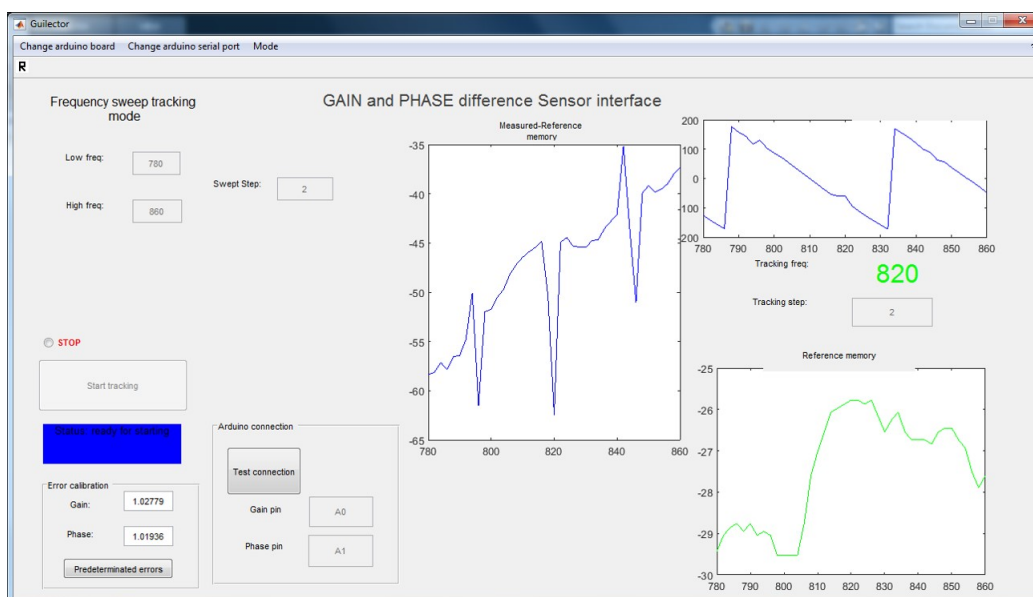 Guilector
Change arduino board Change arduino serial port Mode
R
Frequency sweep tracking
mode
GAIN and PHASE difference Sensor interface
Low freq:
780
High freq:
860
Swept Step:
2
Measured-Reference
memory
-35
-40
-45
-50
-55
-60
-65
780 800 820 840 860
200
100
0
-100
200
780 790 800 810 820 830 840 850 860
Tracking freq:
820
Tracking step:
2
STOP
Start tracking
Status: ready for starting
Error calibration
Gain:
1.02779
Phase:
1.01936
Predeterminated errors
Arduino connection
Test connection
Gain pin
A0
Phase pin
A1
Reference memory
-25
-26
-27
-28
-29
-30
780 790 800 810 820 830 840 850 860